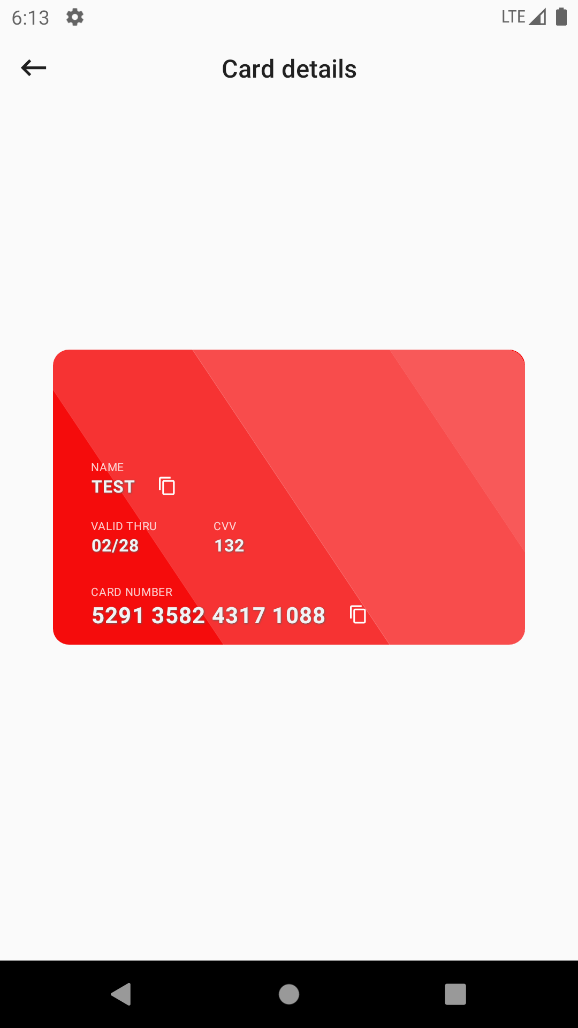 6:13 LTE
Card details
NAME
TEST
VALID THRU CVV
02/28 132
CARD NUMBER
5291 3582 4317 1088